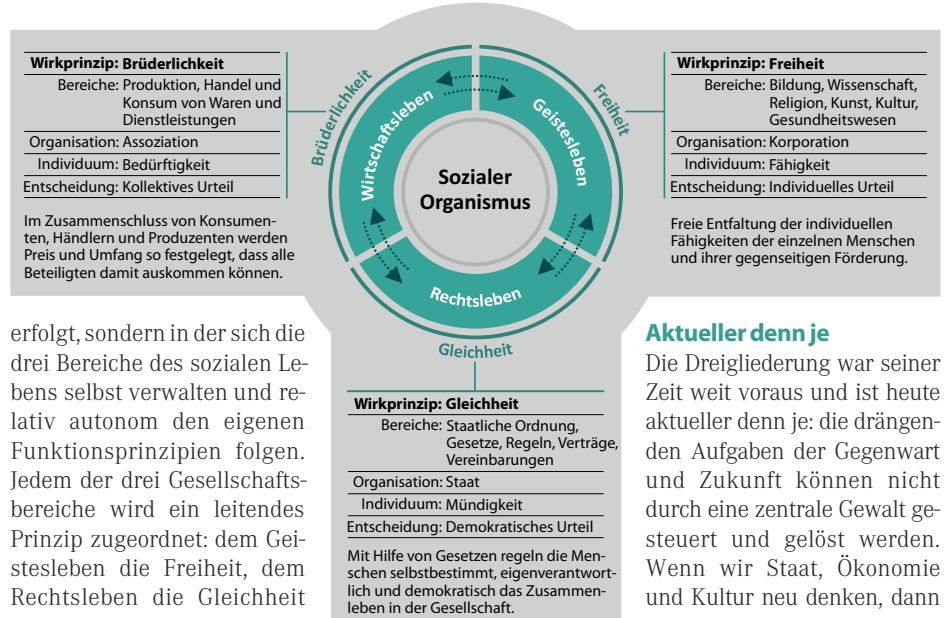 Wirkprinzip: Brüderlichkeit
Bereiche: Produktion, Handel und
Konsum von Waren und
Dienstleistungen
Organisation: Assoziation
Individuum: Bedürftigkeit
Entscheidung: Kollektives Urteil
Im Zusammenschluss von Konsumen-
ten, Händlern und Produzenten werden
Preis und Umfang so festgelegt, dass alle
Beteiligten damit auskommen können.
Brüderlichkeit
Wirtschaftsleben
Geistesleben
Freiheit
Sozialer
Organismus
Rechtsleben
Gleichheit
Wirkprinzip: Freiheit
Bereiche: Bildung, Wissenschaft,
Religion, Kunst, Kultur,
Gesundheitswesen
Organisation: Korporation
Individuum: Fähigkeit
Entscheidung: Individuelles Urteil
Freie Entfaltung der individuellen
Fähigkeiten der einzelnen Menschen
und ihrer gegenseitigen Förderung.
Wirkprinzip: Gleichheit
Bereiche: Staatliche Ordnung,
Gesetze, Regeln, Verträge,
Vereinbarungen
Organisation: Staat
Individuum: Mündigkeit
Entscheidung: Demokratisches Urteil
Mit Hilfe von Gesetzen regeln die Men-
schen selbstbestimmt, eigenverantwort-
lich und demokratisch das Zusammen-
leben in der Gesellschaft.
erfolgt, sondern in der sich die
drei Bereiche des sozialen Le-
bens selbst verwalten und re-
lativ autonom den eigenen
Funktionsprinzipien folgen.
Jedem der drei Gesellschafts-
bereiche wird ein leitendes
Prinzip zugeordnet: dem Gei-
stesleben die Freiheit, dem
Rechtsleben die Gleichheit
Aktueller denn je
Die Dreigliederung war seiner
Zeit weit voraus und ist heute
aktueller denn je: die drängen-
den Aufgaben der Gegenwart
und Zukunft können nicht
durch eine zentrale Gewalt ge-
steuert und gelöst werden.
Wenn wir Staat, Ökonomie
und Kultur neu denken, dann